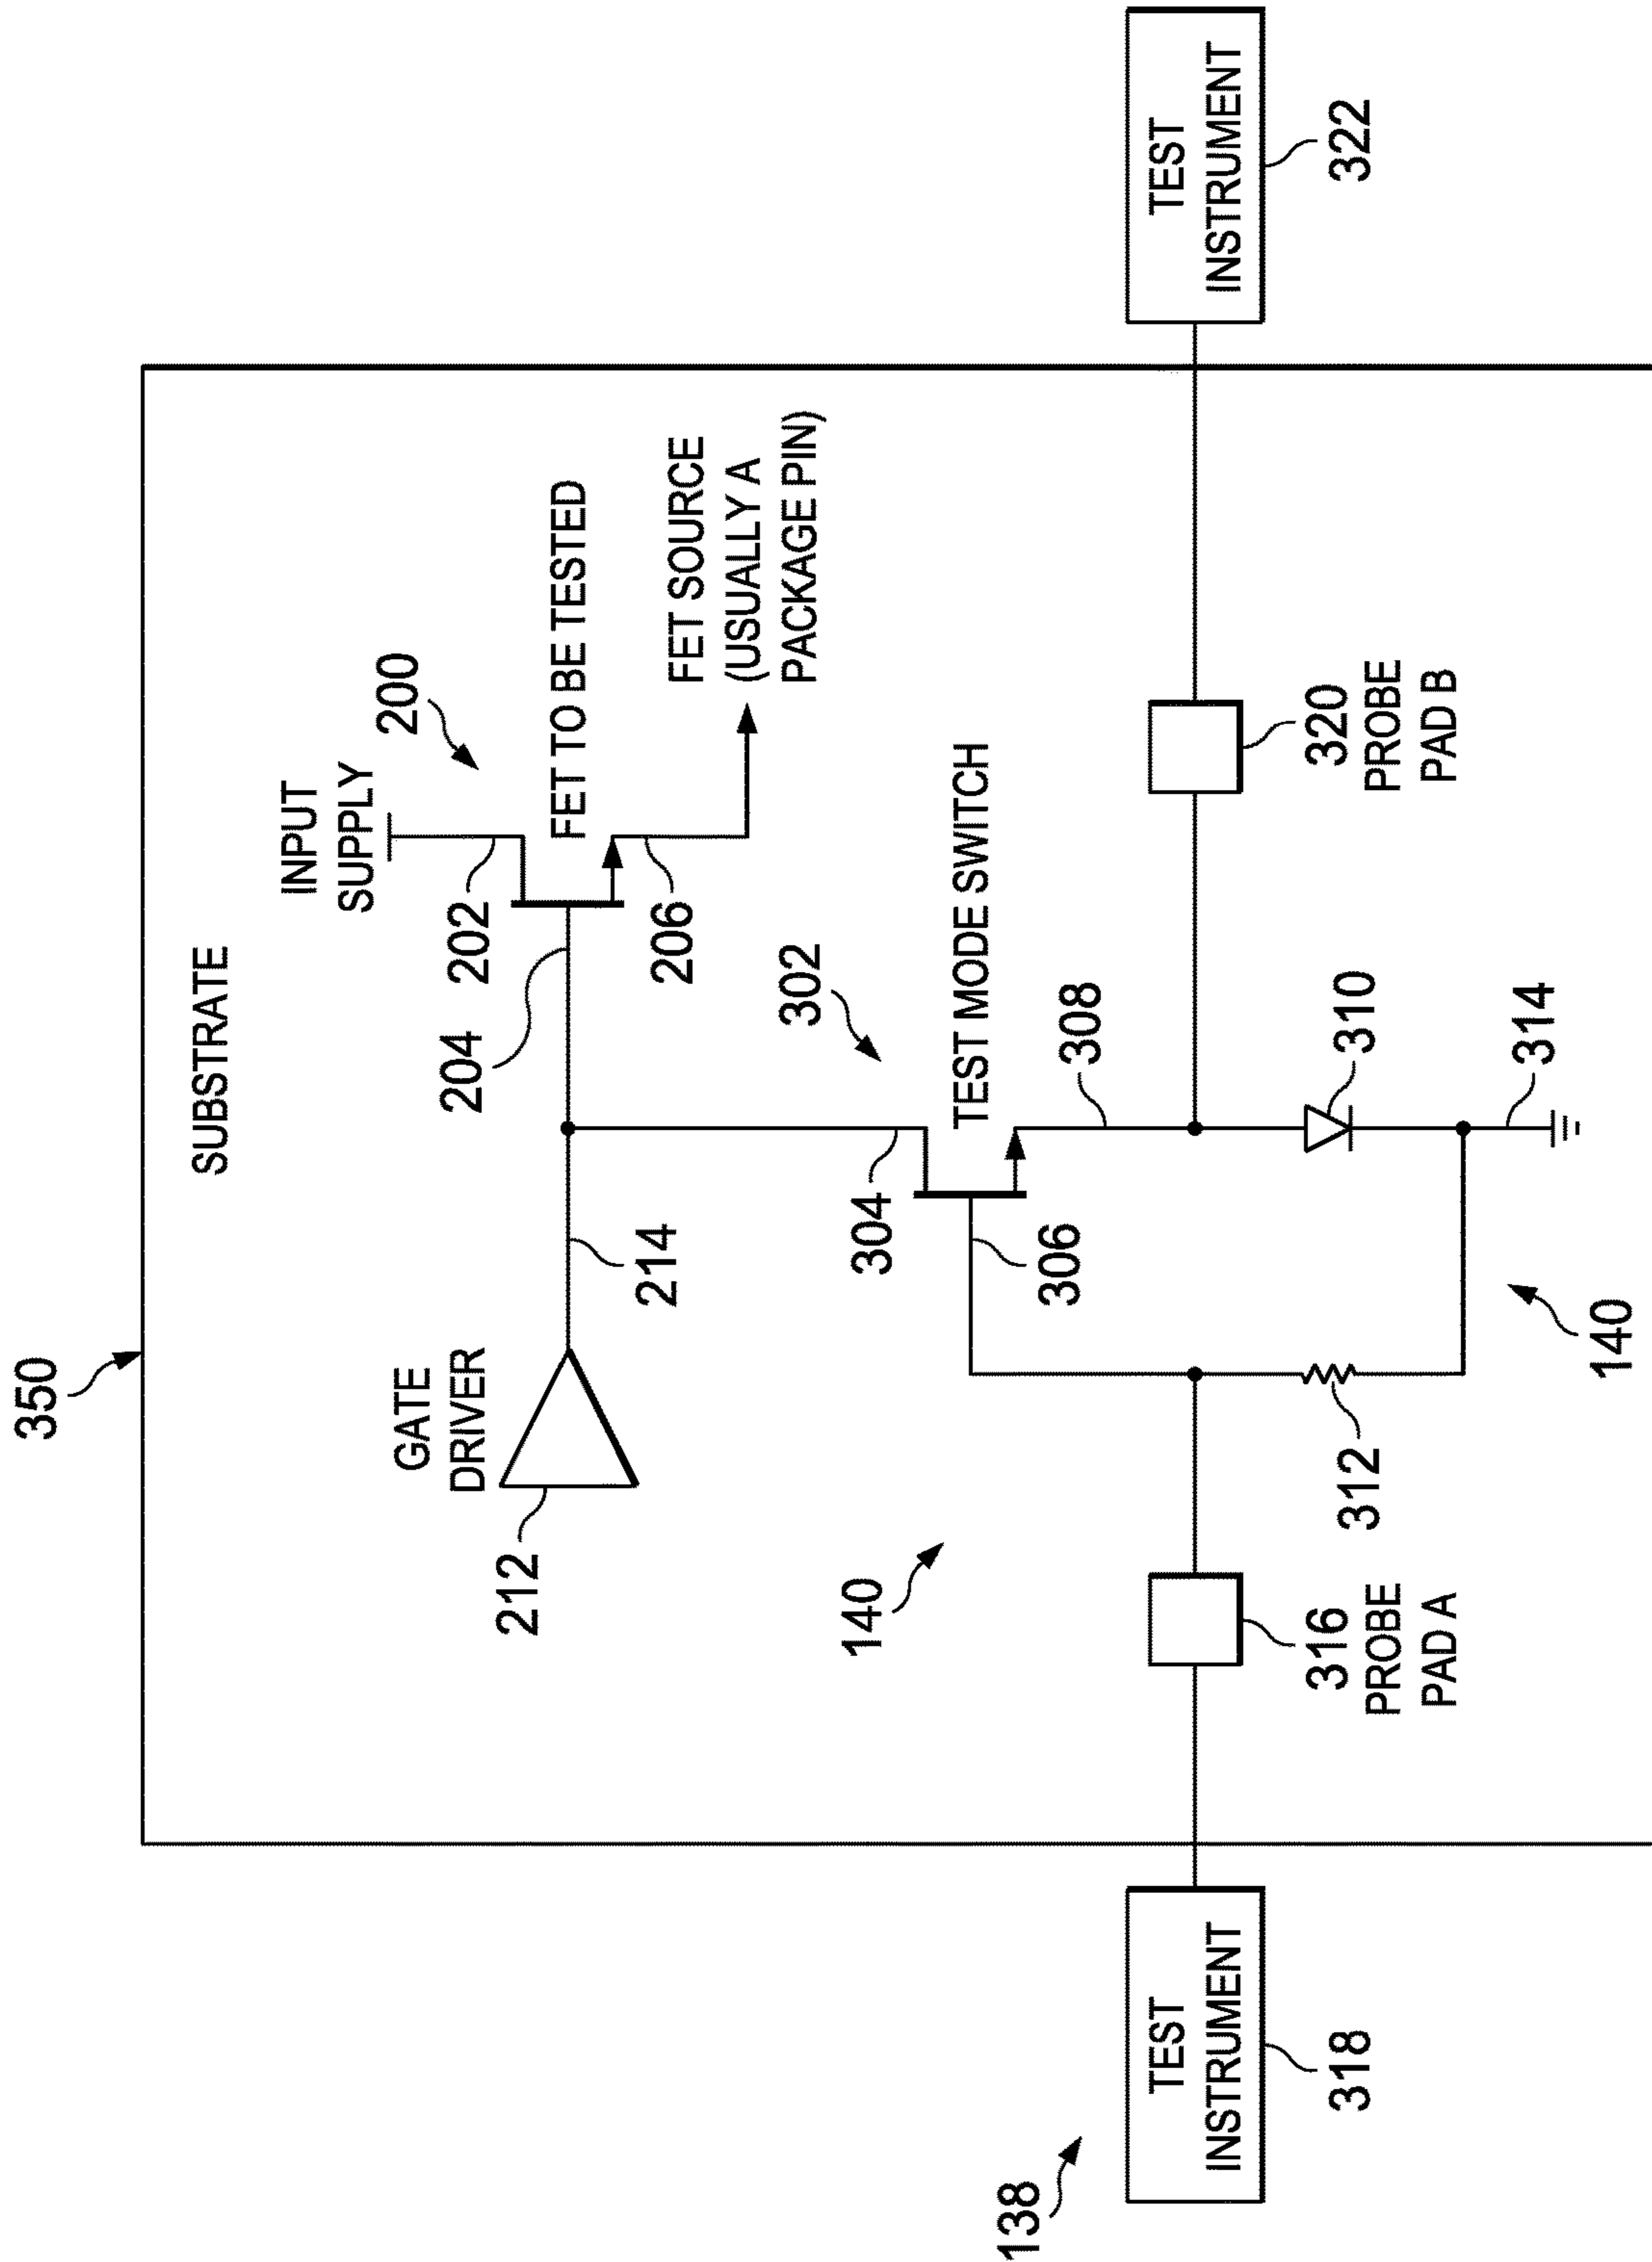 350
SUBSTRATE
INPUT
SUPPLY
200
202
FET TO BE TESTED
204
206
FET SOURCE
(USUALLY A
PACKAGE PIN)
GATE
DRIVER
212
214
302
304
TEST MODE SWITCH
306
308
140
138
TEST
INSTRUMENT
318
316
PROBE
PAD A
312
310
314
140
320
PROBE
PAD B
TEST
INSTRUMENT
322